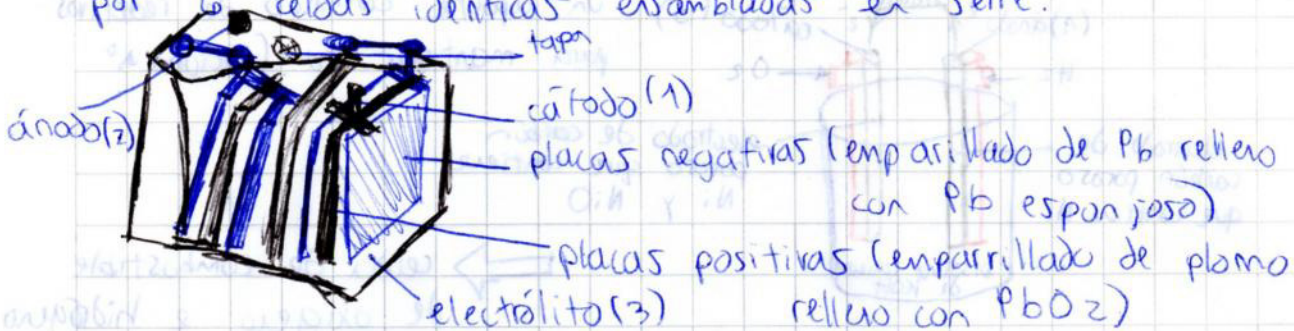 por 6 celdas idénticas ensambladas en serie.
tapa
ánodo(2)
cátodo(1)
placas negativas (emparillado de Pb relleno
con Pb esponjoso)
placas positivas (emparrillado de plomo
relleno con PbO2)
electrólito(3)